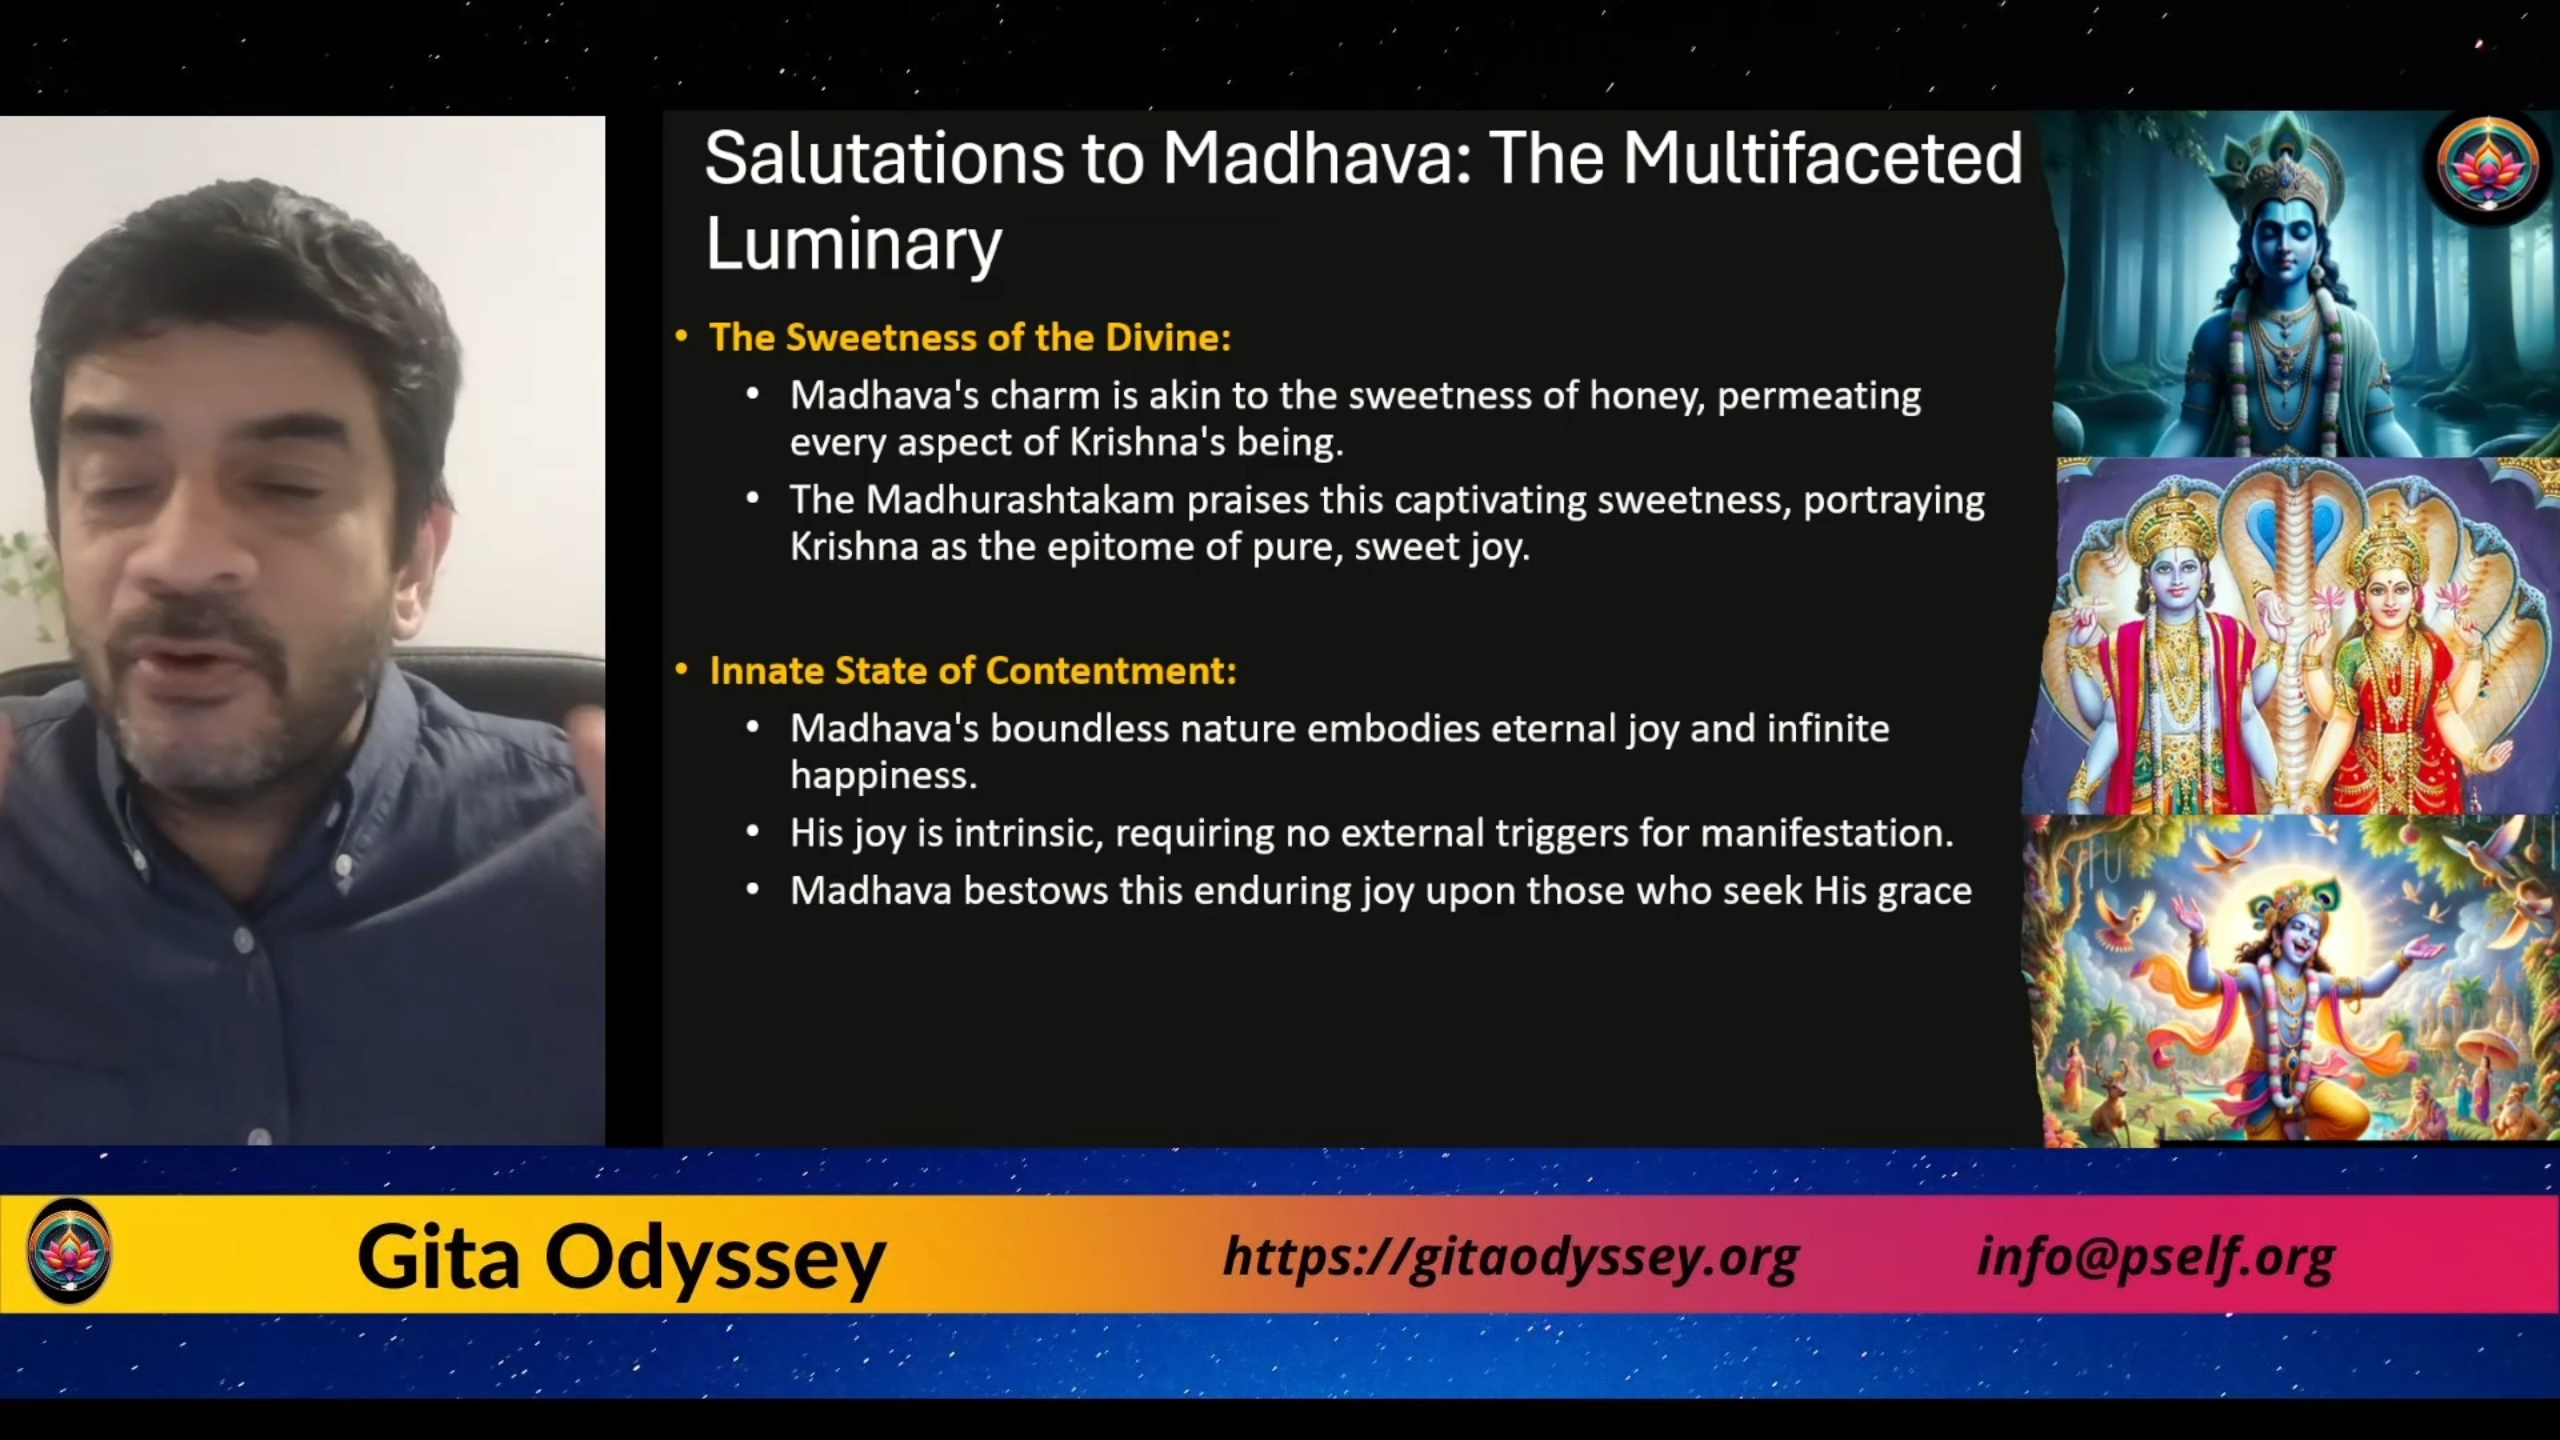 Salutations to Madhava: The Multifaceted
Luminary
• The Sweetness of the Divine:
• Madhava's charm is akin to the sweetness of honey, permeating
every aspect of Krishna's being.
• The Madhurashtakam praises this captivating sweetness, portraying
Krishna as the epitome of pure, sweet joy.
• Innate State of Contentment:
• Madhava's boundless nature embodies eternal joy and infinite
happiness.
• His joy is intrinsic, requiring no external triggers for manifestation.
• Madhava bestows this enduring joy upon those who seek His grace
Gita Odyssey
https://gitaodyssey.org
info@pself.org